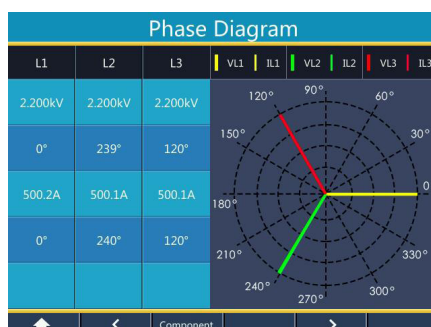 Phase Diagram
L1 L2 L3 VL1 IL1 VL2 IL2 VL3 IL3
2.200kV 2.200kV 2.200kV
0° 239° 120°
500.2A 500.1A 500.1A
0° 240° 120°
90°
120° 60°
150° 30°
180° 0
210° 330°
240° 300°
270°
Component